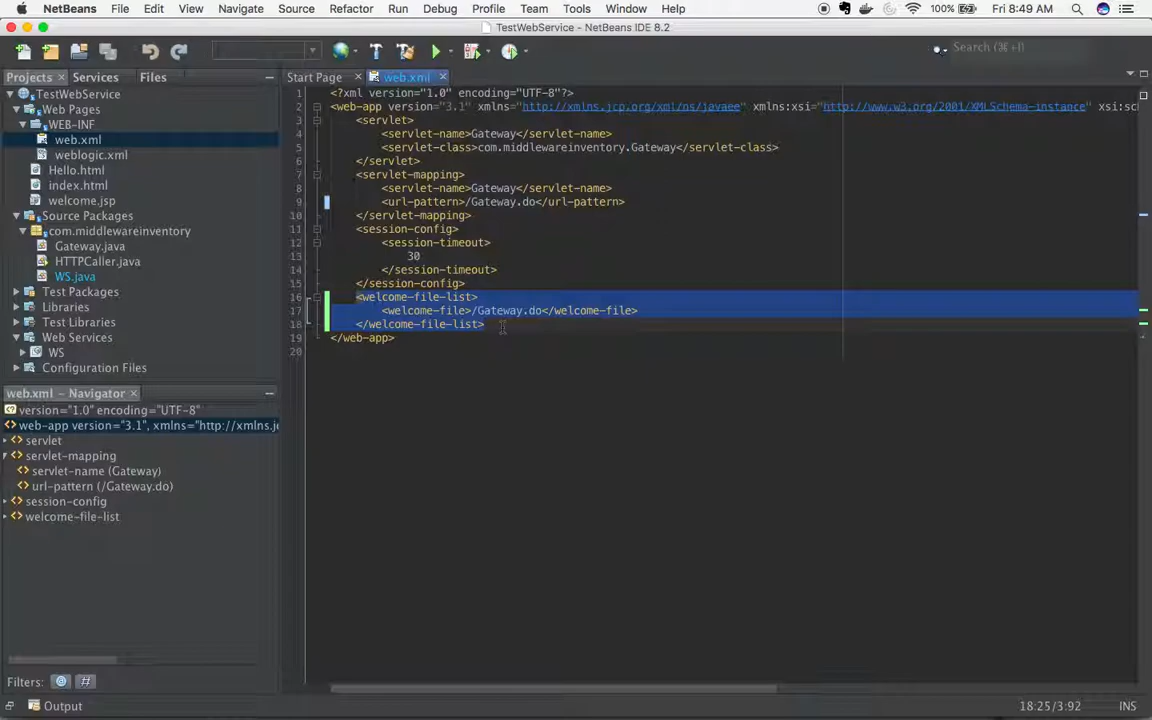 NetBeans File Edit View Navigate Source Refactor Run Debug Profile Team Tools Window Help 100% Fri 8:49 AM
TestWebService - NetBeans IDE 8.2
Search (⌘+I)
Projects Services Files
Start Page web.xml
TestWebService
Web Pages
WEB-INF
web.xml
weblogic.xml
Hello.html
index.html
welcome.jsp
Source Packages
com.middlewareinventory
Gateway.java
HTTPCaller.java
WS.java
Test Packages
Libraries
Test Libraries
Web Services
WS
Configuration Files
1 <?xml version="1.0" encoding="UTF-8"?>
2 <web-app version="3.1" xmlns="http://xmlns.jcp.org/xml/ns/javaee" xmlns:xsi="http://www.w3.org/2001/XMLSchema-instance" xsi:sc
3 <servlet>
4 <servlet-name>Gateway</servlet-name>
5 <servlet-class>com.middlewareinventory.Gateway</servlet-class>
6 </servlet>
7 <servlet-mapping>
8 <servlet-name>Gateway</servlet-name>
9 <url-pattern>/Gateway.do</url-pattern>
10 </servlet-mapping>
11 <session-config>
12 <session-timeout>
13 30
14 </session-timeout>
15 </session-config>
16 <welcome-file-list>
17 <welcome-file>/Gateway.do</welcome-file>
18 </welcome-file-list>
19 </web-app>
20
web.xml - Navigator
version="1.0" encoding="UTF-8"
web-app version="3.1", xmlns="http://xmlns.j
servlet
servlet-mapping
servlet-name (Gateway)
url-pattern (/Gateway.do)
session-config
welcome-file-list
Filters: @ #
Output
18:25/3:92 INS